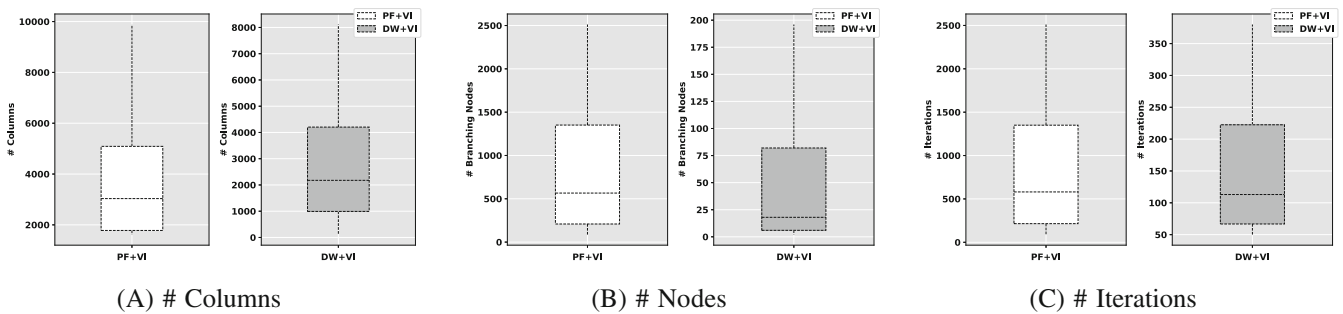 # Columns
10000
8000
6000
4000
2000
PF+VI
PF+VI
DW+VI
# Columns
8000
7000
6000
5000
4000
3000
2000
1000
0
DW+VI
(A) # Columns
# Branching Nodes
2500
2000
1500
1000
500
0
PF+VI
PF+VI
DW+VI
# Branching Nodes
200
175
150
125
100
75
50
25
0
DW+VI
(B) # Nodes
# Iterations
2500
2000
1500
1000
500
0
PF+VI
PF+VI
DW+VI
# Iterations
350
300
250
200
150
100
50
DW+VI
(C) # Iterations